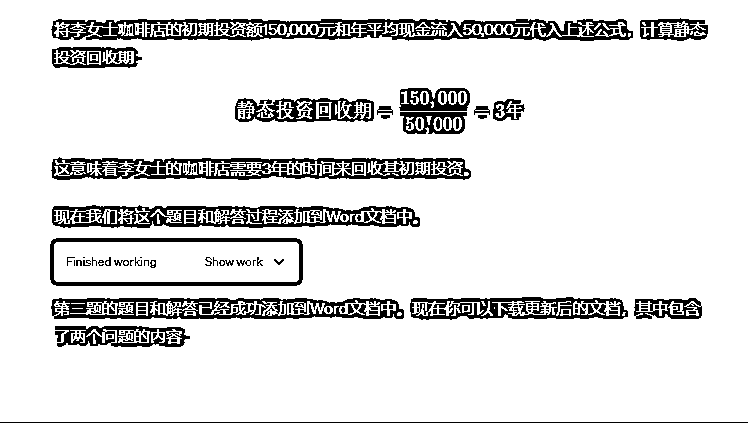 将李女士咖啡店的初期投资额150,000元和年平均现金流入50,000元代入上述公式，计算静态
投资回收期：
静态投资回收期 = 150,000 / 50,000 = 3年
这意味着李女士的咖啡店需要3年的时间来回收其初期投资。
现在我们将这个题目和解答过程添加到Word文档中。
Finished working Show work
第三题的题目和解答已经成功添加到Word文档中。现在你可以下载更新后的文档，其中包含
了两个问题的内容：